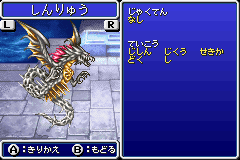 しんりゅう
L R
じゃくてん
なし
ていこう
じしん じくう せきか
どく し
A:きりかえ B:もどる